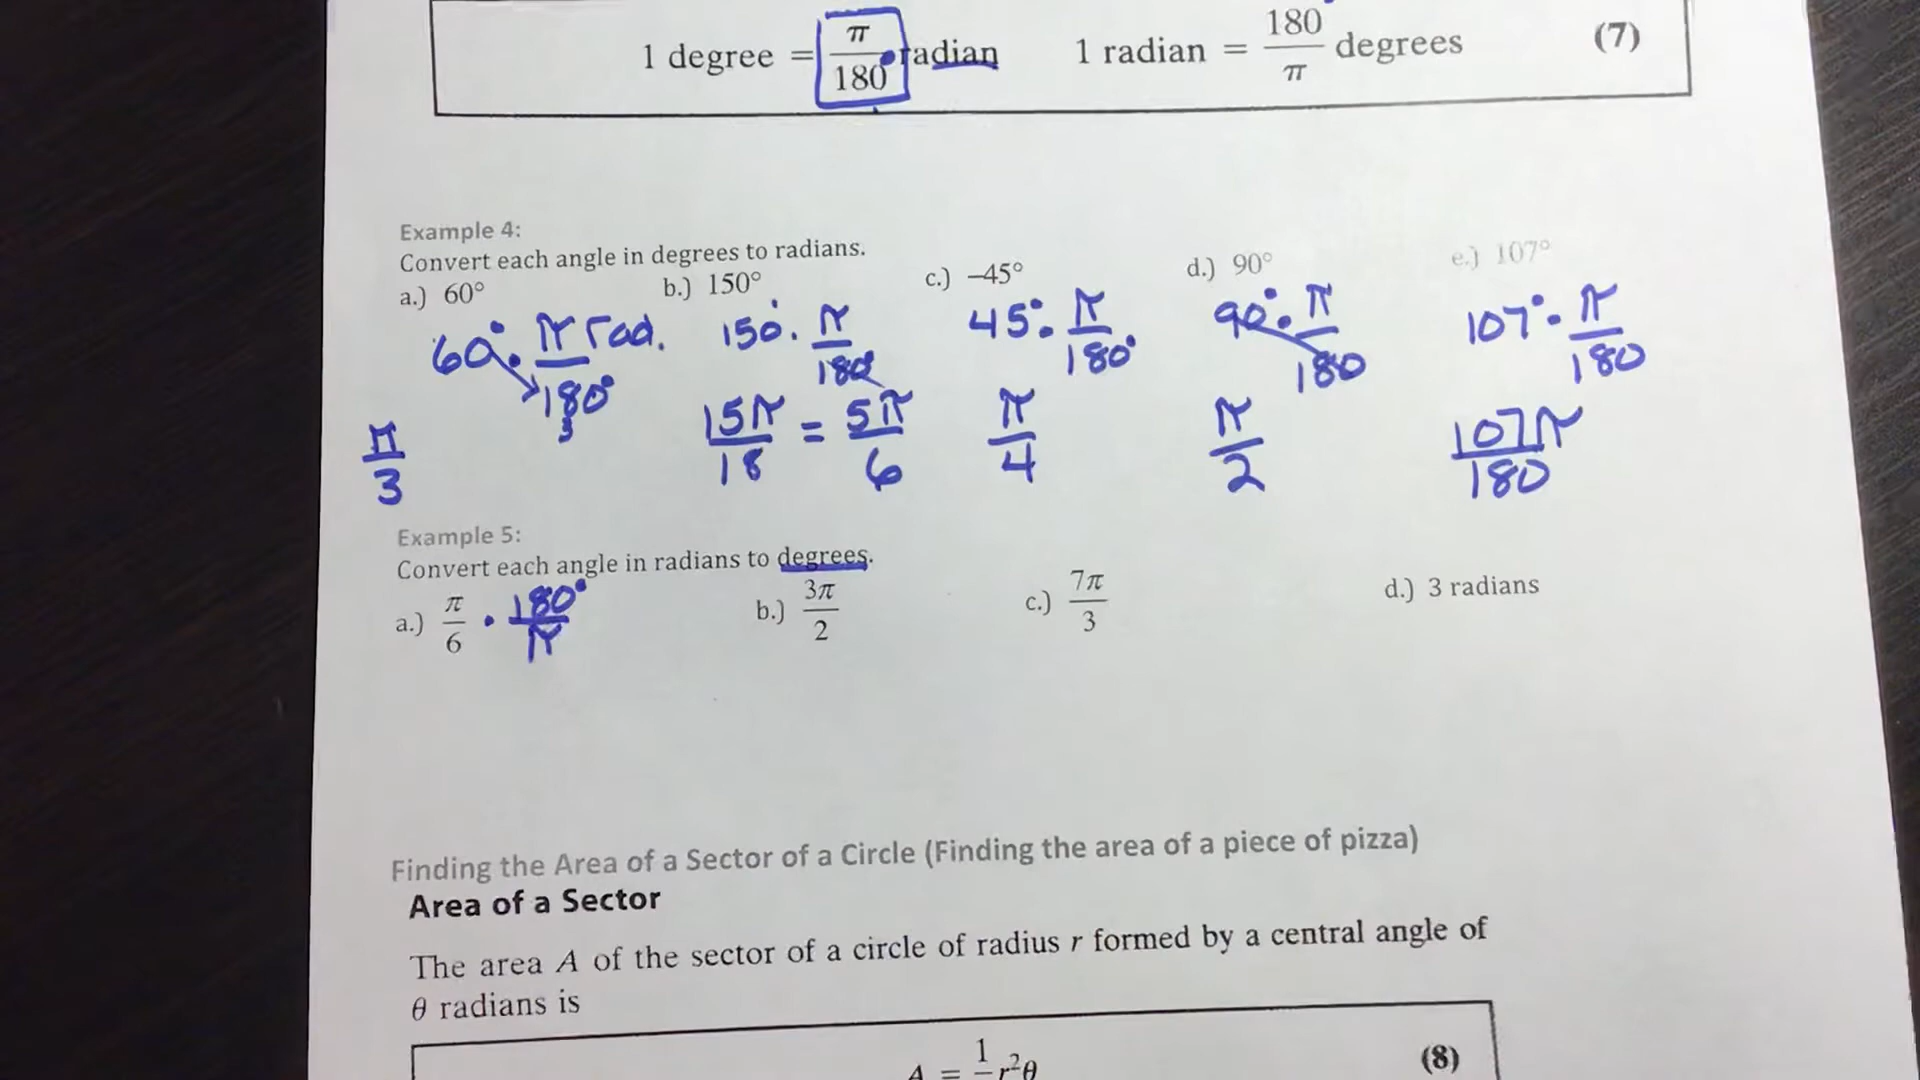 1 degree = π/180° radian 1 radian = 180/π degrees (7)
Example 4:
Convert each angle in degrees to radians.
a.) 60° b.) 150° c.) –45° d.) 90° e.) 107°
60° · π rad./180° 150° · π/180° 45° · π/180° 90° · π/180 107° · π/180
3
π/3 15π/18 = 5π/6 π/4 π/2 107π/180
Example 5:
Convert each angle in radians to degrees.
a.) π/6 · 180°/π b.) 3π/2 c.) 7π/3 d.) 3 radians
Finding the Area of a Sector of a Circle (Finding the area of a piece of pizza)
Area of a Sector
The area A of the sector of a circle of radius r formed by a central angle of
θ radians is
A = 1 r²θ (8)